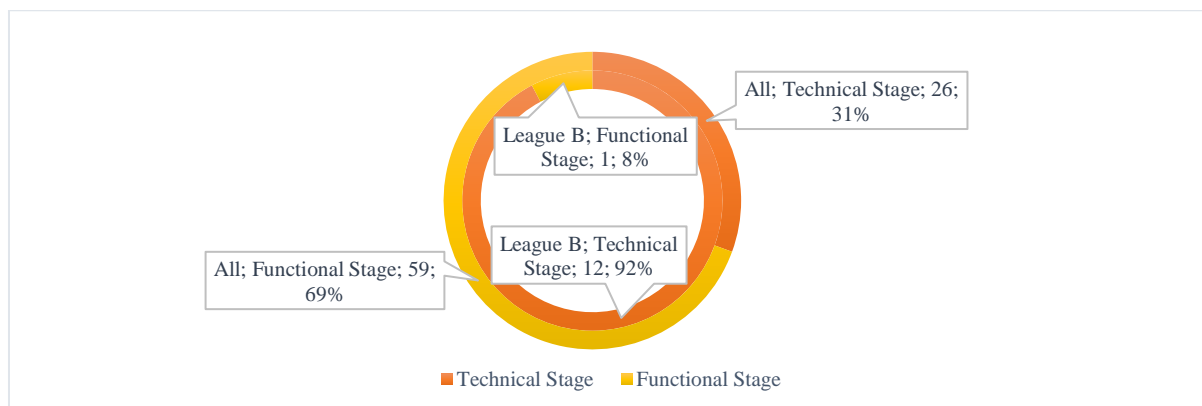 All; Technical Stage; 26;
31%
League B; Functional
Stage; 1; 8%
League B; Technical
Stage; 12; 92%
All; Functional Stage; 59;
69%
Technical Stage
Functional Stage